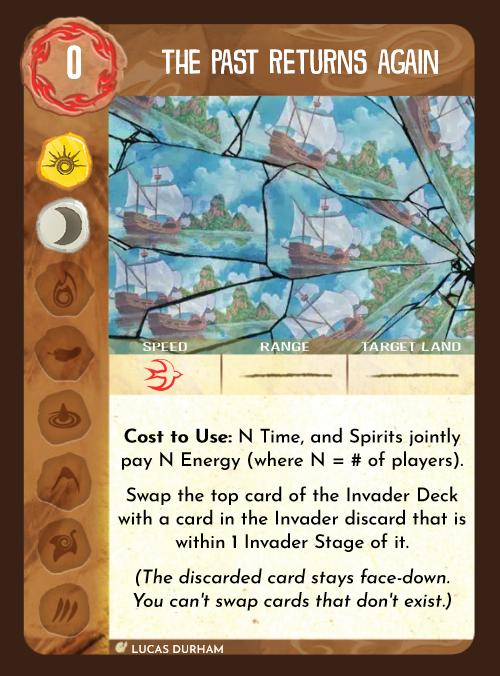 0
THE PAST RETURNS AGAIN
SPEED RANGE TARGET LAND
Cost to Use: N Time, and Spirits jointly
pay N Energy (where N = # of players).
Swap the top card of the Invader Deck
with a card in the Invader discard that is
within 1 Invader Stage of it.
(The discarded card stays face-down.
You can't swap cards that don't exist.)
LUCAS DURHAM